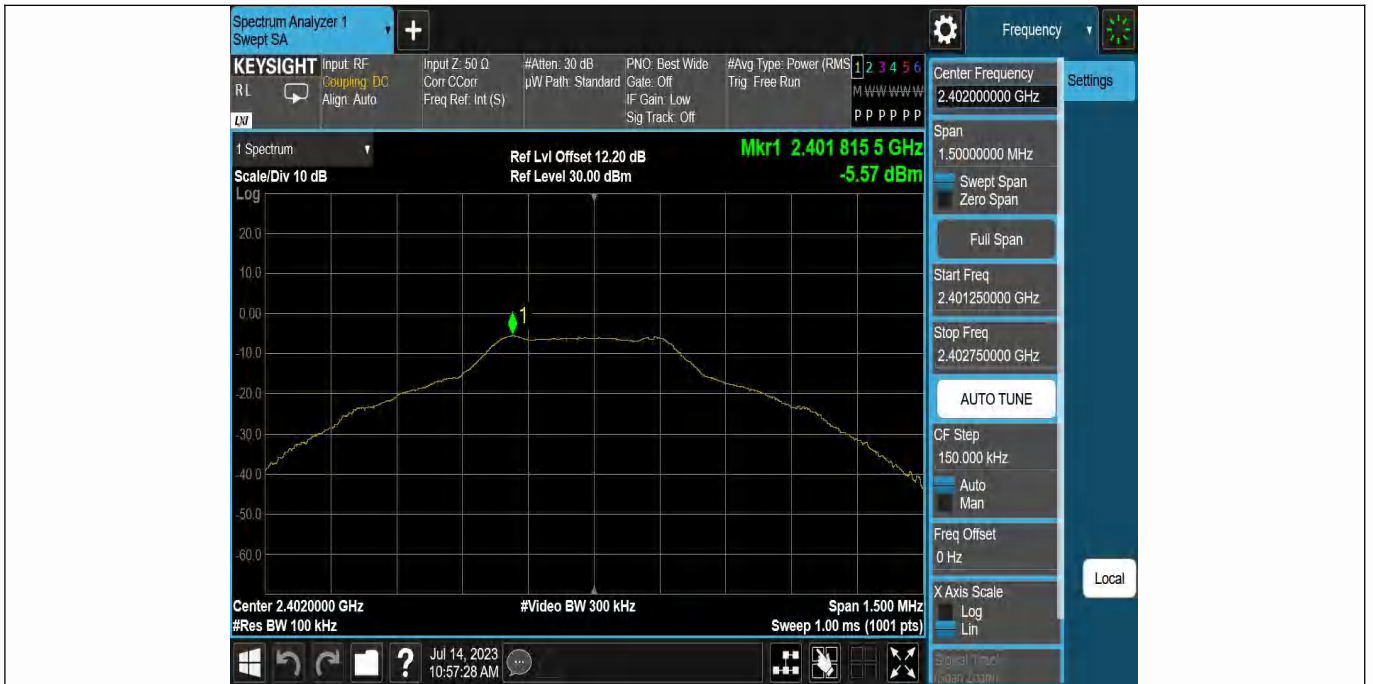 Spectrum Analyzer 1
Swept SA
+
Frequency
KEYSIGHT
RL
LXI
Input: RF
Coupling: DC
Align: Auto
Input Z: 50 Ω
Corr CCorr
Freq Ref: Int (S)
#Atten: 30 dB
µW Path: Standard
PNO: Best Wide
Gate: Off
IF Gain: Low
Sig Track: Off
#Avg Type: Power (RMS
Trig: Free Run
1 2 3 4 5 6
M W W W W W
P P P P P P
Center Frequency
2.402000000 GHz
Settings
Span
1.50000000 MHz
Swept Span
Zero Span
Full Span
Start Freq
2.401250000 GHz
Stop Freq
2.402750000 GHz
AUTO TUNE
CF Step
150.000 kHz
Auto
Man
Freq Offset
0 Hz
X Axis Scale
Log
Lin
Signal Track
(Span Zoom)
Local
1 Spectrum
Scale/Div 10 dB
Ref Lvl Offset 12.20 dB
Ref Level 30.00 dBm
Mkr1 2.401 815 5 GHz
-5.57 dBm
Log
20.0
10.0
0.00
-10.0
-20.0
-30.0
-40.0
-50.0
-60.0
1
Center 2.4020000 GHz
#Res BW 100 kHz
#Video BW 300 kHz
Span 1.500 MHz
Sweep 1.00 ms (1001 pts)
?
Jul 14, 2023
10:57:28 AM